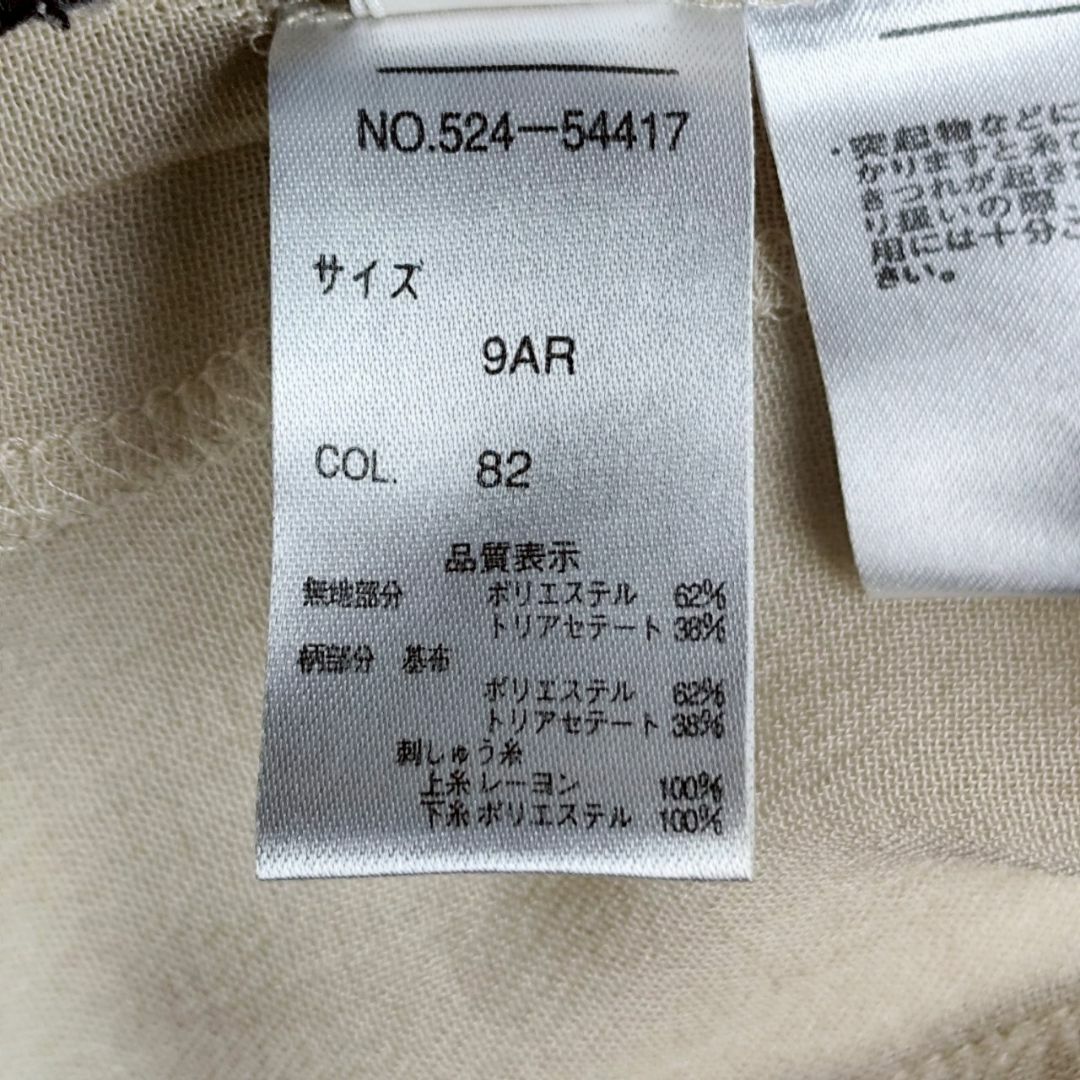 NO.524-54417
サイズ
9AR
COL. 82
品質表示
無地部分 ポリエステル 62%
トリアセテート 38%
柄部分 基布
ポリエステル 62%
トリアセテート 38%
刺しゅう糸
上糸 レーヨン 100%
下糸 ポリエステル 100%
・突起物などに
かりますと糸で
きつれが起き
り扱いの際
用には十分ご
さい。